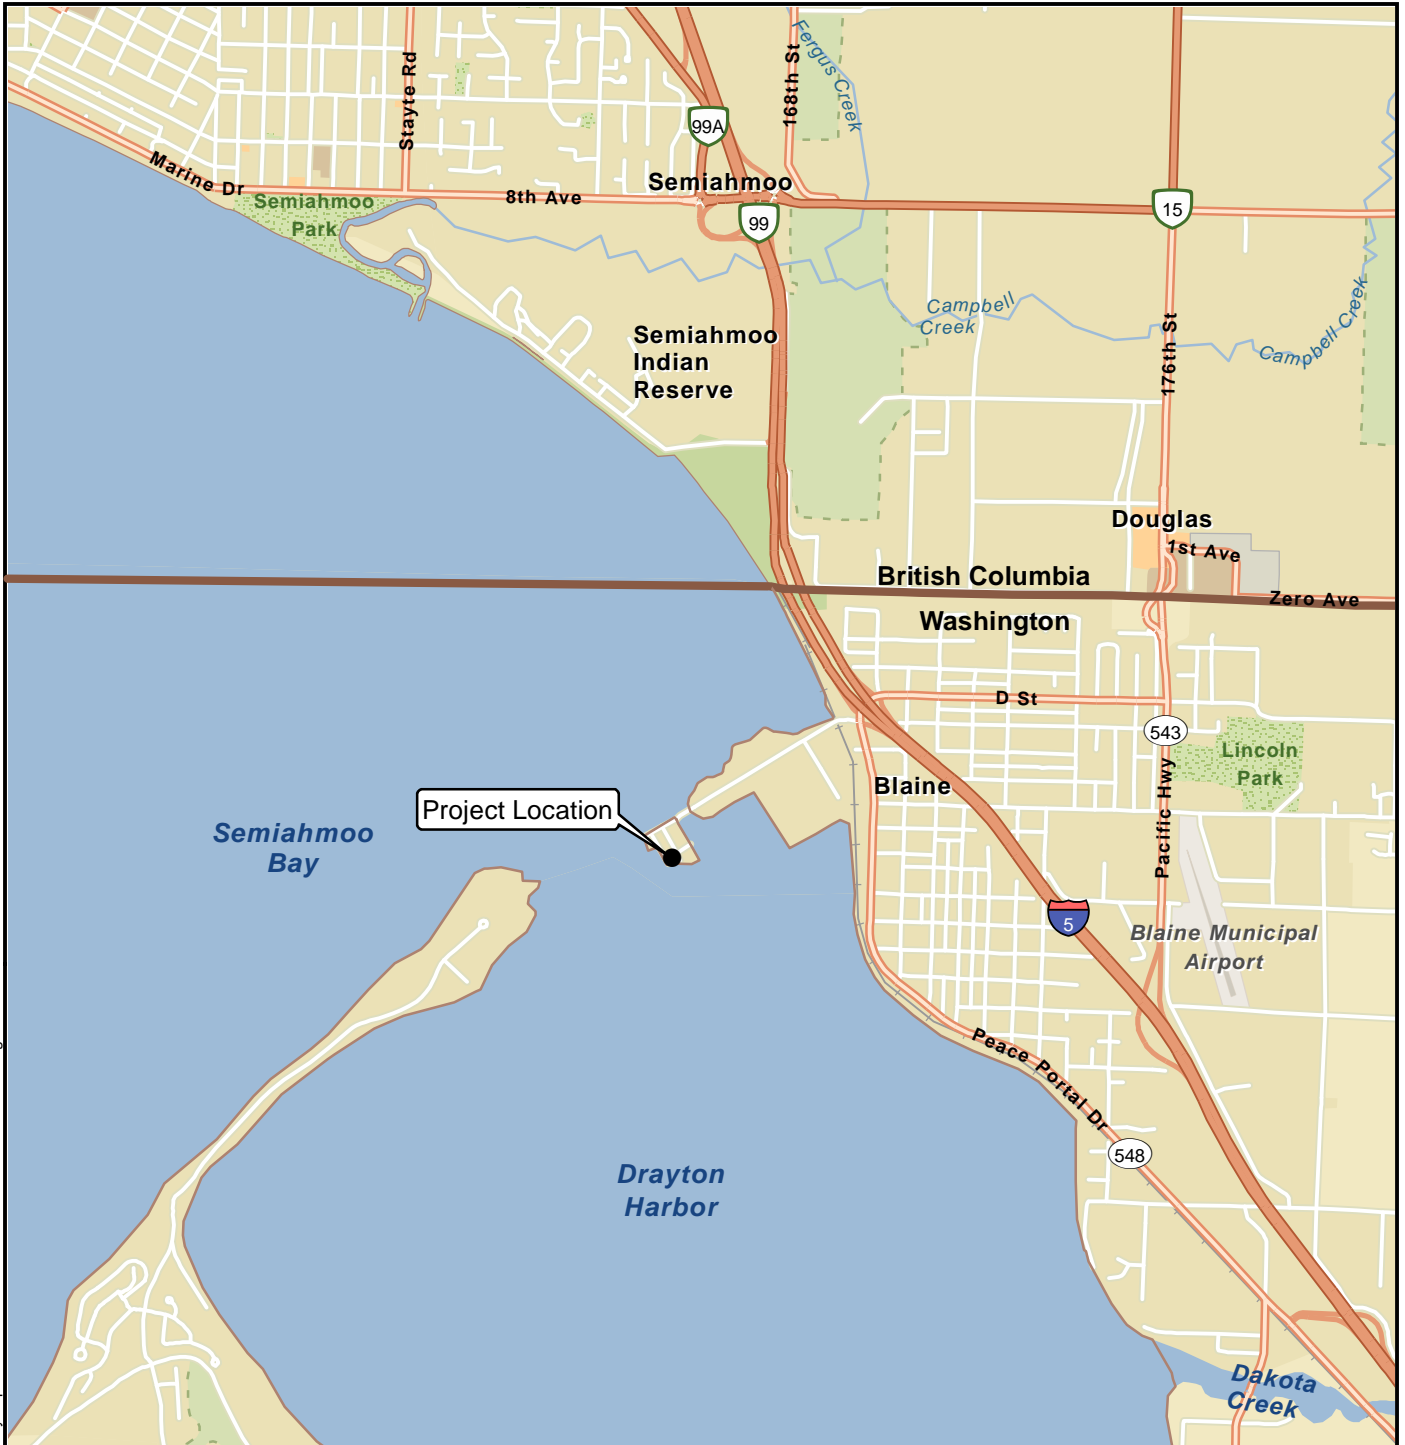 Stayte Rd
168th St
Fergus Creek
99A
Marine Dr
Semiahmoo
8th Ave
Semiahmoo
Park
99
15
Campbell
Creek
Campbell Creek
176th St
Semiahmoo
Indian
Reserve
Douglas
1st Ave
British Columbia
Zero Ave
Washington
D St
543
Lincoln
Park
Pacific Hwy
Blaine
Project Location
Semiahmoo
Bay
5
Blaine Municipal
Airport
Peace Portal Dr
548
Drayton
Harbor
Dakota
Creek